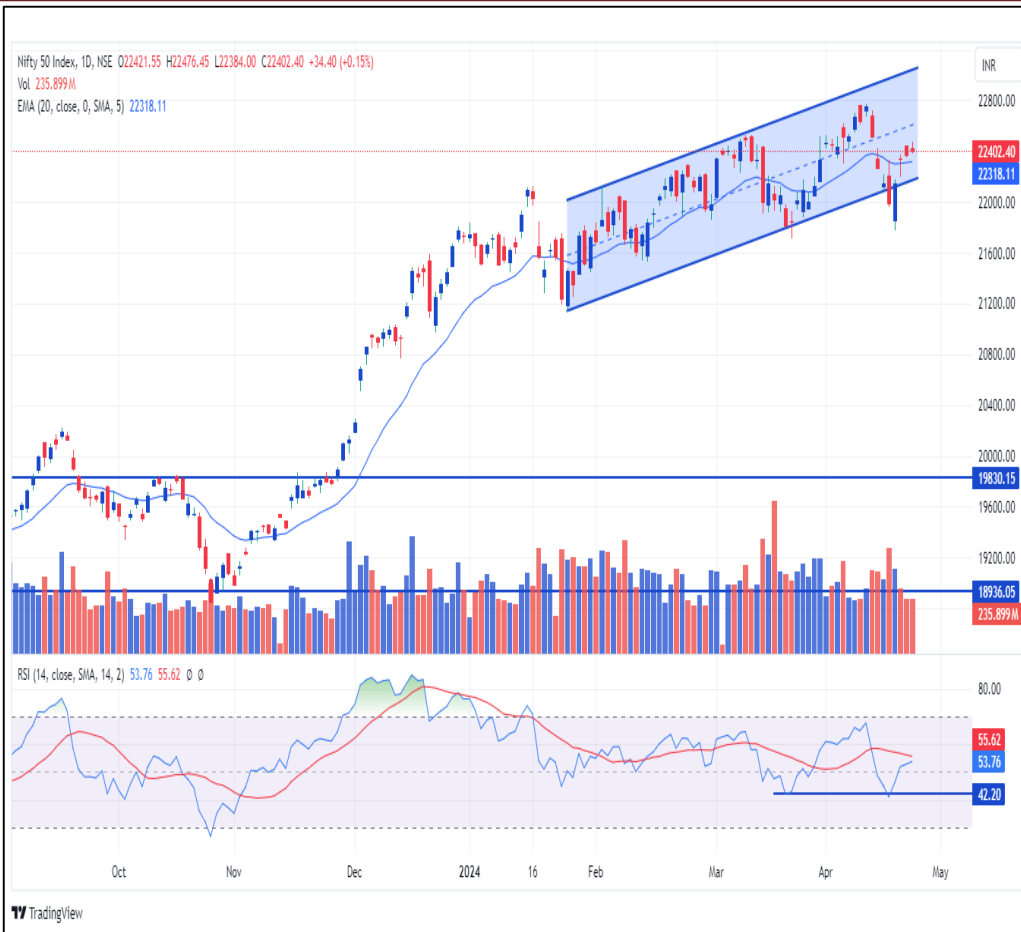 Nifty 50 Index, 1D, NSE O22421.55 H22476.45 L22384.00 C22402.40 +34.40 (+0.15%)
Vol 235.899M
EMA (20, close, 0, SMA, 5) 22318.11
INR
22800.00
22402.40
22318.11
22000.00
21600.00
21200.00
20800.00
20400.00
20000.00
19830.15
19600.00
19200.00
18936.05
235.899M
RSI (14, close, SMA, 14, 2) 53.76 55.62 Ø Ø
80.00
55.62
53.76
42.20
Oct Nov Dec 2024 16 Feb Mar Apr May
TradingView